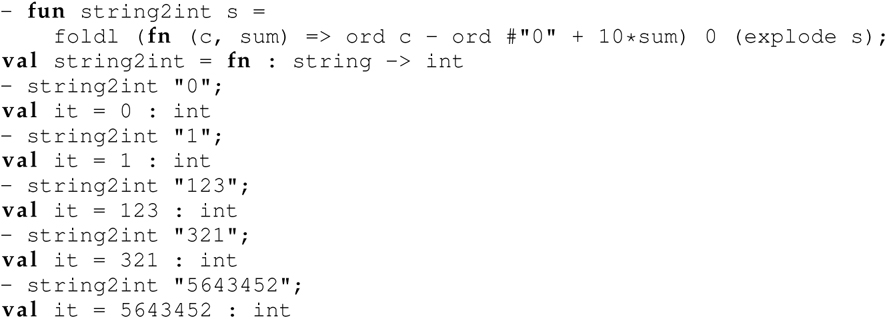 - fun string2int s =
    foldl (fn (c, sum) => ord c - ord #"0" + 10*sum) 0 (explode s);
val string2int = fn : string -> int
- string2int "0";
val it = 0 : int
- string2int "1";
val it = 1 : int
- string2int "123";
val it = 123 : int
- string2int "321";
val it = 321 : int
- string2int "5643452";
val it = 5643452 : int